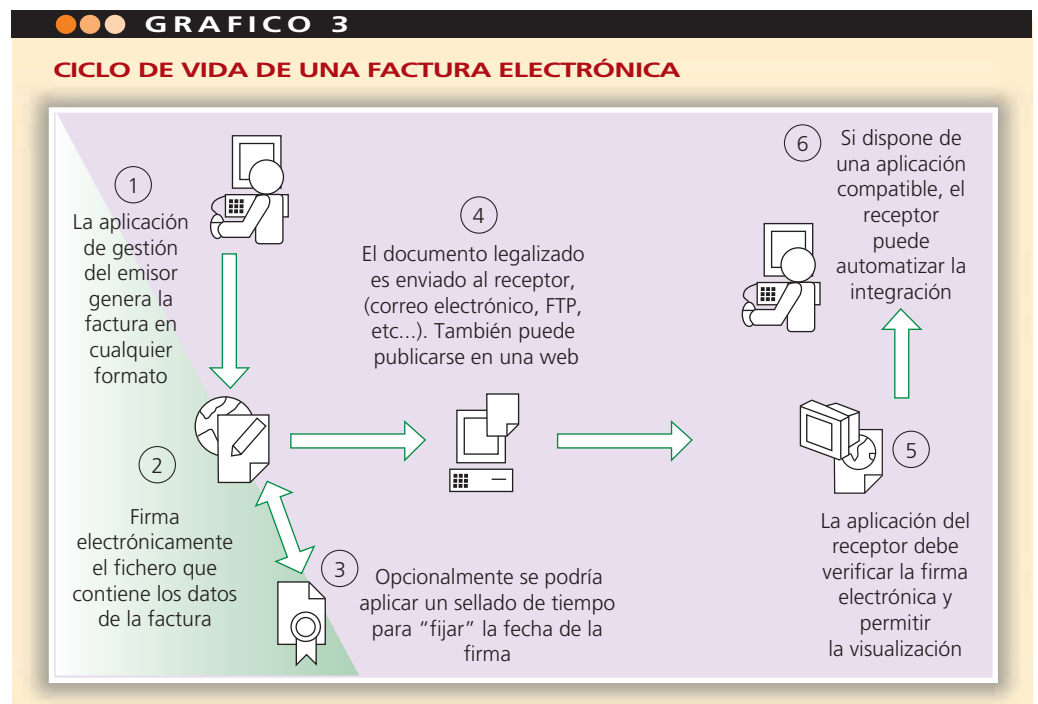 GRAFICO 3
CICLO DE VIDA DE UNA FACTURA ELECTRÓNICA
1
La aplicación
de gestión
del emisor
genera la
factura en
cualquier
formato
2
Firma
electrónicamente
el fichero que
contiene los datos
de la factura
3
Opcionalmente se podría
aplicar un sellado de tiempo
para “fijar” la fecha de la
firma
4
El documento legalizado
es enviado al receptor,
(correo electrónico, FTP,
etc...). También puede
publicarse en una web
5
La aplicación del
receptor debe
verificar la firma
electrónica y
permitir
la visualización
6
Si dispone de
una aplicación
compatible, el
receptor
puede
automatizar la
integración